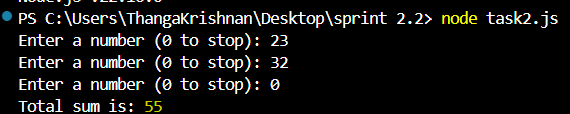 PS C:\Users\ThangaKrishnan\Desktop\sprint 2.2> node task2.js
Enter a number (0 to stop): 23
Enter a number (0 to stop): 32
Enter a number (0 to stop): 0
Total sum is: 55